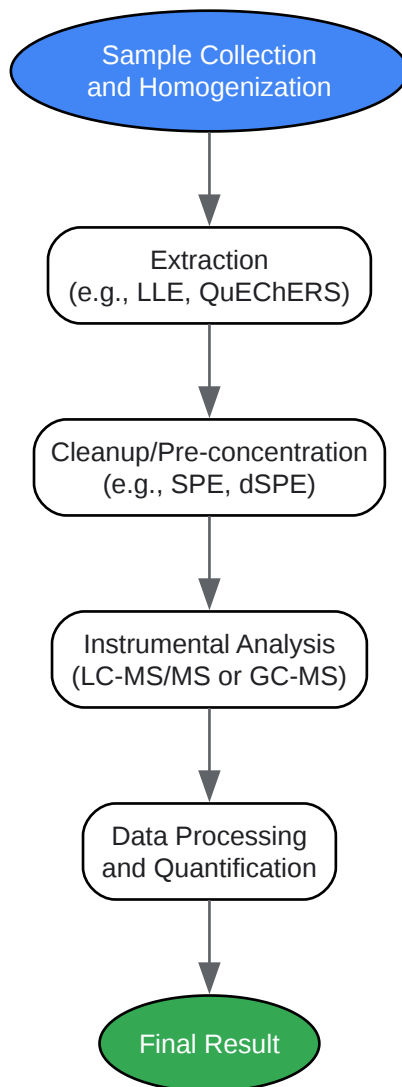 Sample Collection
and Homogenization
Extraction
(e.g., LLE, QuEChERS)
Cleanup/Pre-concentration
(e.g., SPE, dSPE)
Instrumental Analysis
(LC-MS/MS or GC-MS)
Data Processing
and Quantification
Final Result